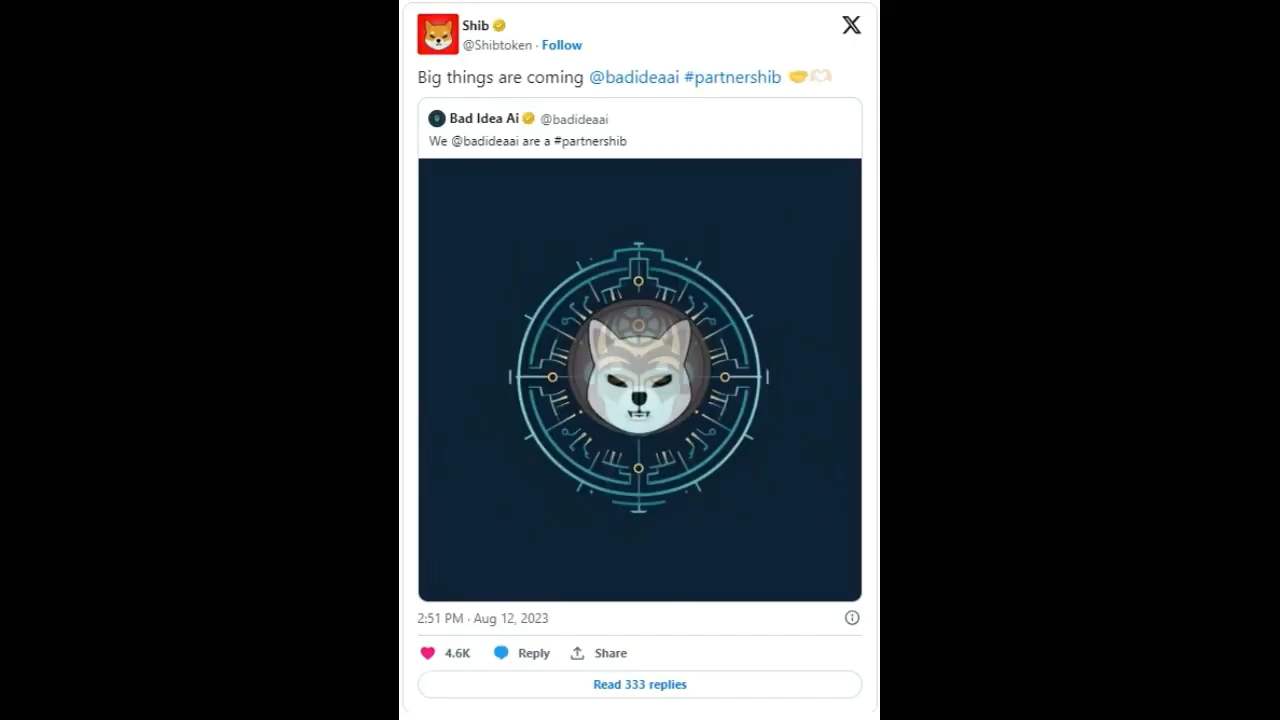 Shib
@Shibtoken · Follow
Big things are coming @badideaai #partnershib 🤝🫶🏻
Bad Idea Ai @badideaai
We @badideaai are a #partnershib
2:51 PM · Aug 12, 2023
4.6K Reply Share
Read 333 replies